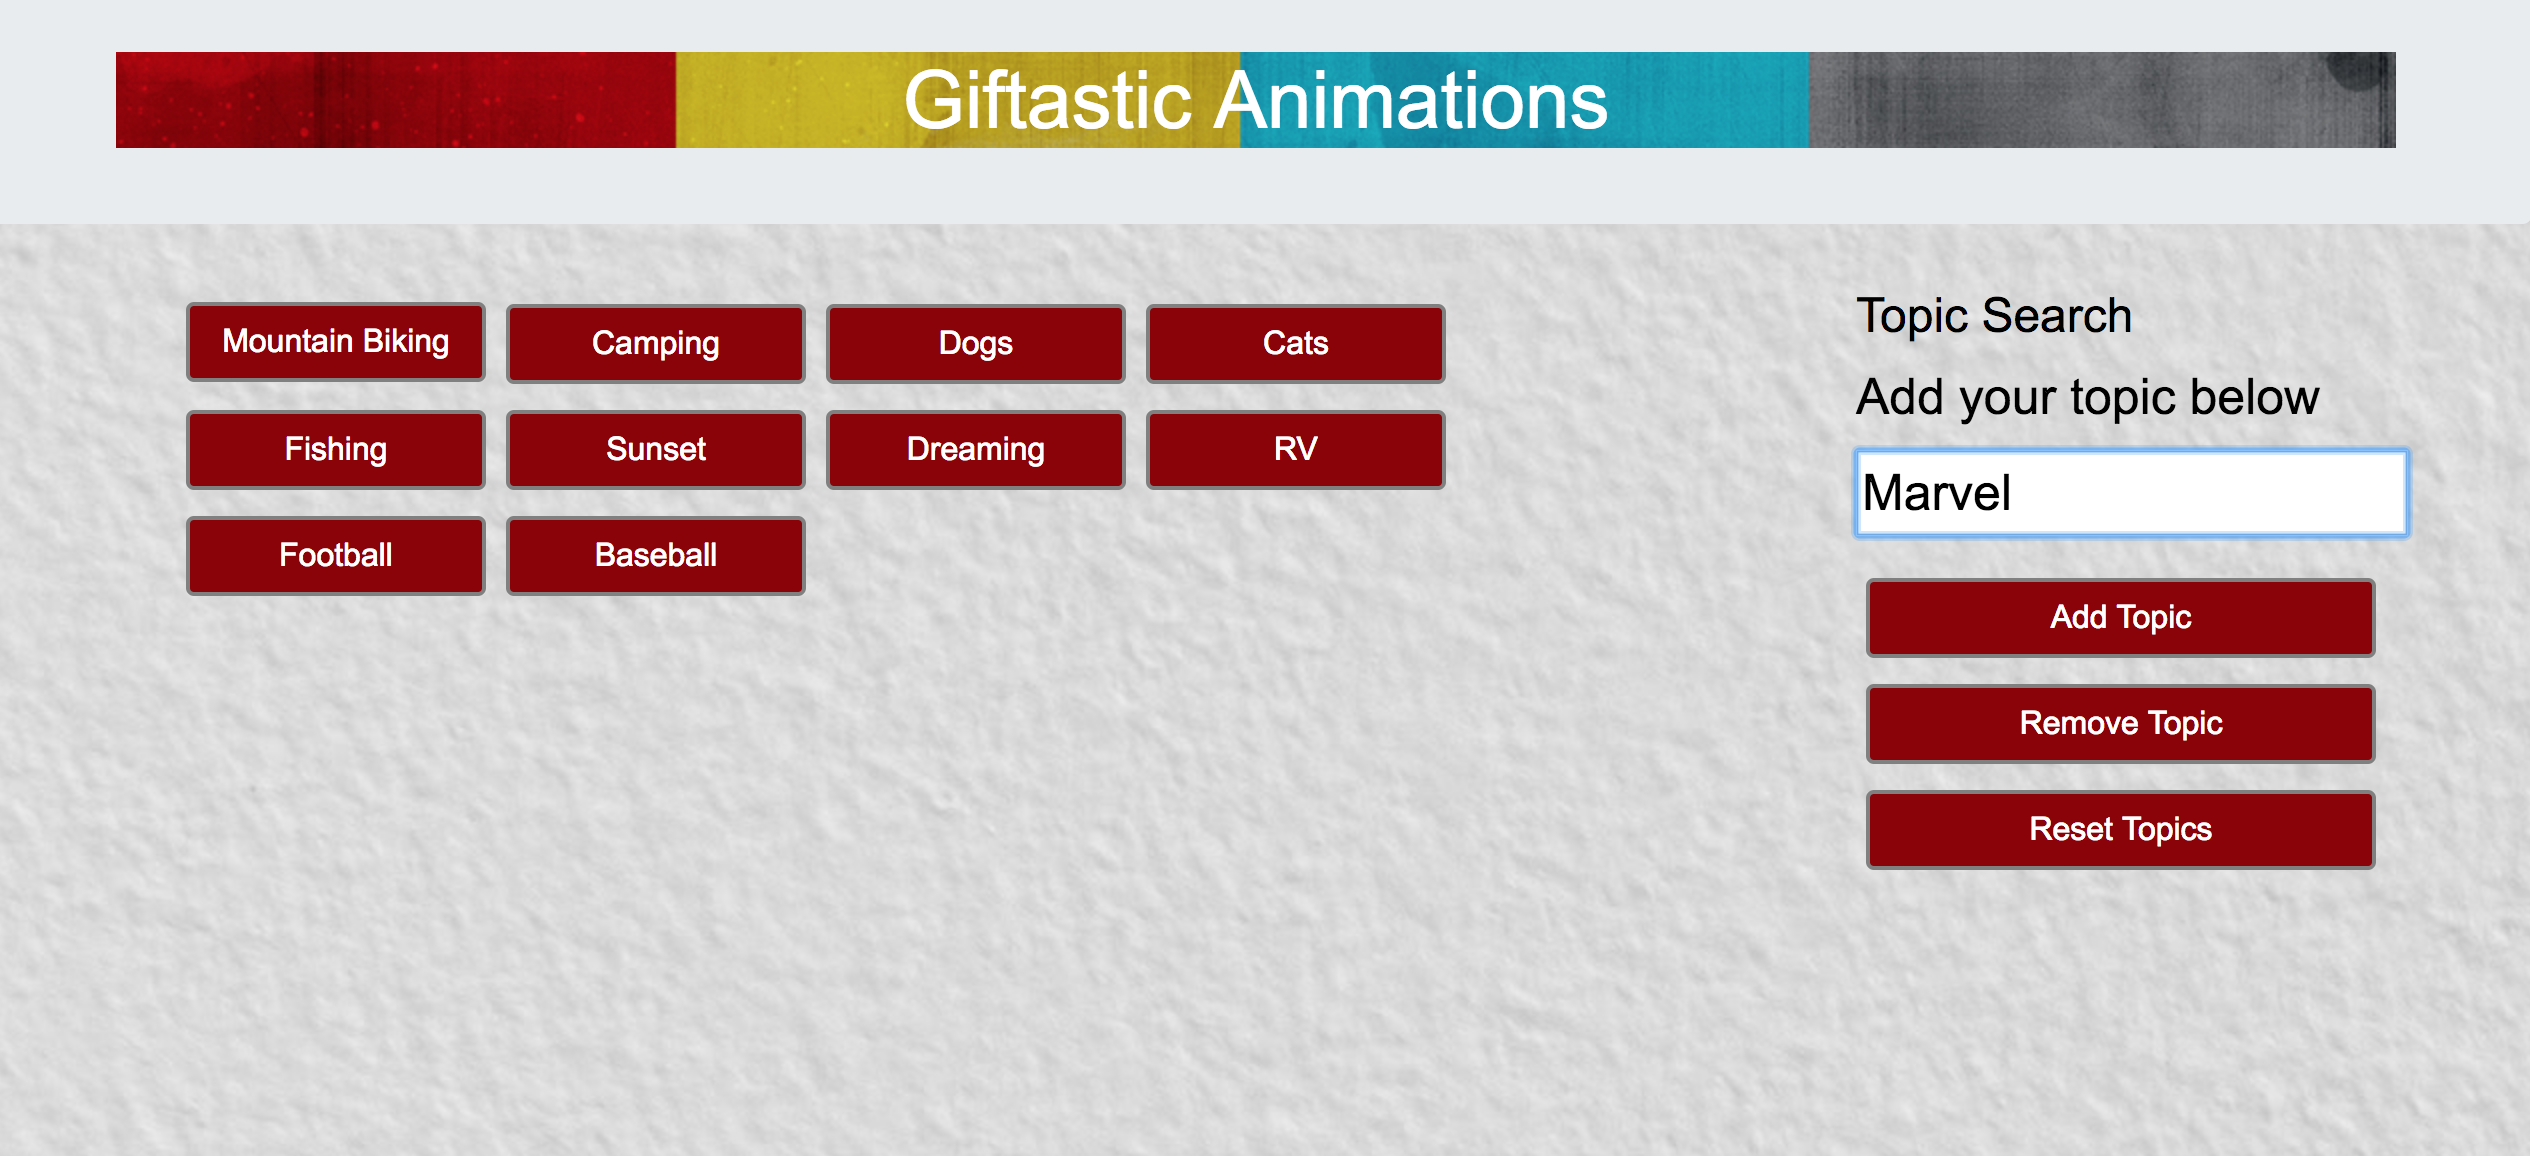 Giftastic Animations
Mountain Biking
Camping
Dogs
Cats
Fishing
Sunset
Dreaming
RV
Football
Baseball
Topic Search
Add your topic below
Marvel
Add Topic
Remove Topic
Reset Topics